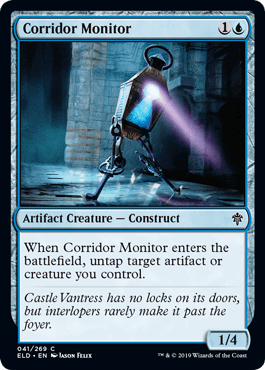 Corridor Monitor 1
Artifact Creature — Construct
When Corridor Monitor enters the
battlefield, untap target artifact or
creature you control.
Castle Vantress has no locks on its doors,
but interlopers rarely make it past the
foyer.
1/4
041/269 C
ELD • EN JASON FELIX
™ & © 2019 Wizards of the Coast